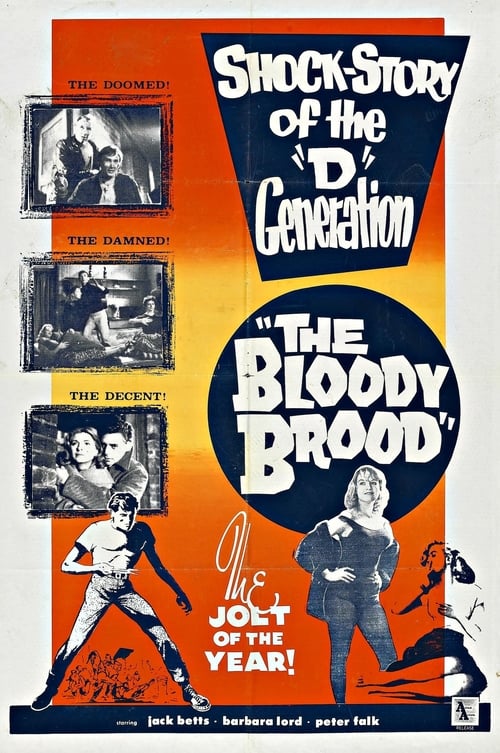 THE DOOMED!
SHOCK-STORY
of the
"D"
Generation
THE DAMNED!
"THE
BLOODY
BROOD"
THE DECENT!
The
JOLT
OF THE
YEAR!
starring jack betts - barbara lord - peter falk
RELEASE